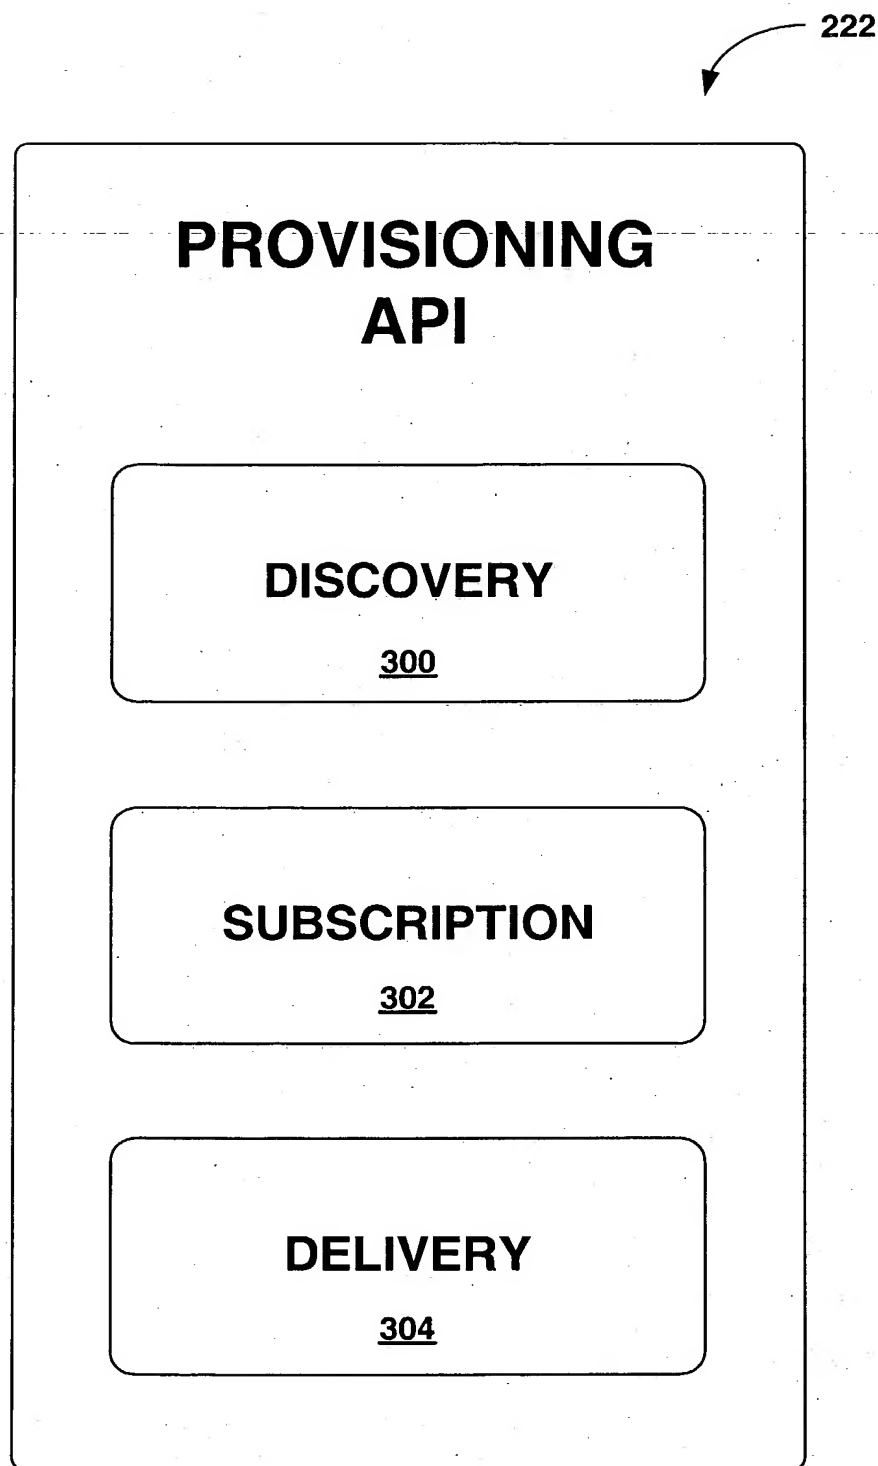 222
PROVISIONING
API
DISCOVERY
300
SUBSCRIPTION
302
DELIVERY
304